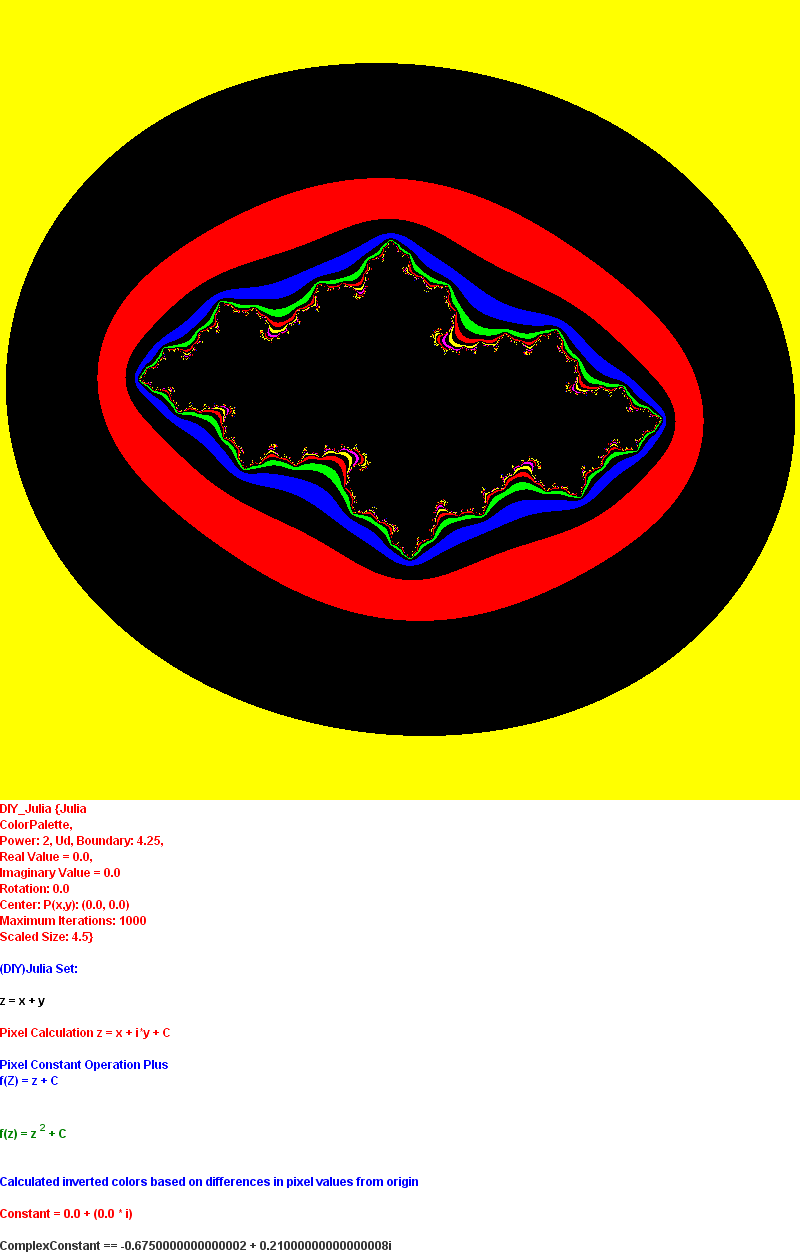 DIY_Julia {Julia
ColorPalette,
Power: 2, Ud, Boundary: 4.25,
Real Value = 0.0,
Imaginary Value = 0.0
Rotation: 0.0
Center: P(x,y): (0.0, 0.0)
Maximum Iterations: 1000
Scaled Size: 4.5}
(DIY)Julia Set:
z = x + y
Pixel Calculation z = x + i*y + C
Pixel Constant Operation Plus
f(Z) = z + C
f(z) = z 2 + C
Calculated inverted colors based on differences in pixel values from origin
Constant = 0.0 + (0.0 * i)
ComplexConstant == -0.6750000000000002 + 0.21000000000000008i